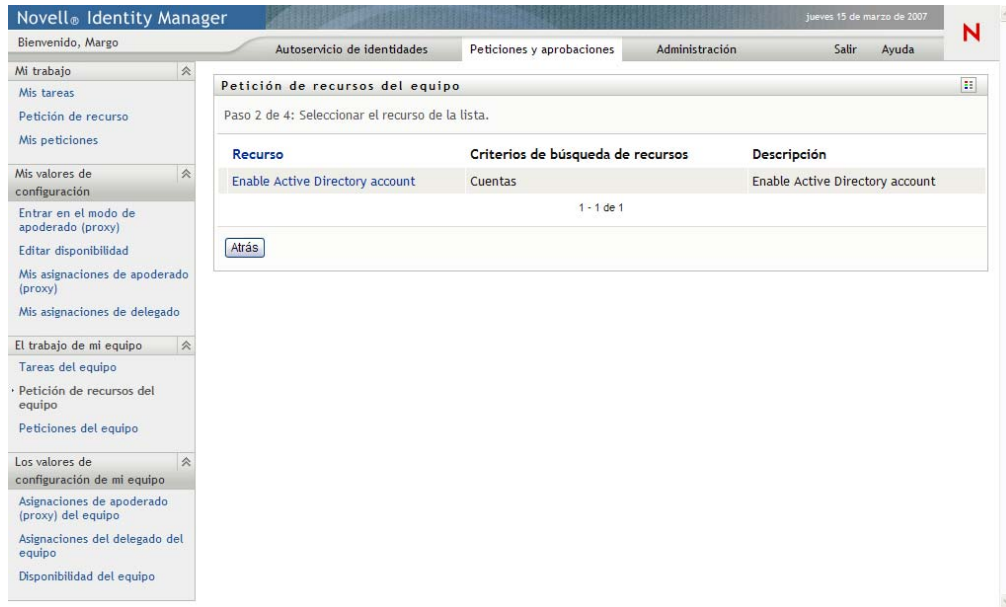 Novell® Identity Manager
jueves 15 de marzo de 2007
N
Bienvenido, Margo
Autoservicio de identidades
Peticiones y aprobaciones
Administración
Salir
Ayuda
Mi trabajo
Mis tareas
Petición de recurso
Mis peticiones
Mis valores de
configuración
Entrar en el modo de
apoderado (proxy)
Editar disponibilidad
Mis asignaciones de apoderado
(proxy)
Mis asignaciones de delegado
El trabajo de mi equipo
Tareas del equipo
Petición de recursos del
equipo
Peticiones del equipo
Los valores de
configuración de mi equipo
Asignaciones de apoderado
(proxy) del equipo
Asignaciones del delegado del
equipo
Disponibilidad del equipo
Petición de recursos del equipo
Paso 2 de 4: Seleccionar el recurso de la lista.
Recurso Criterios de búsqueda de recursos Descripción
Enable Active Directory account Cuentas Enable Active Directory account
1 - 1 de 1
Atrás